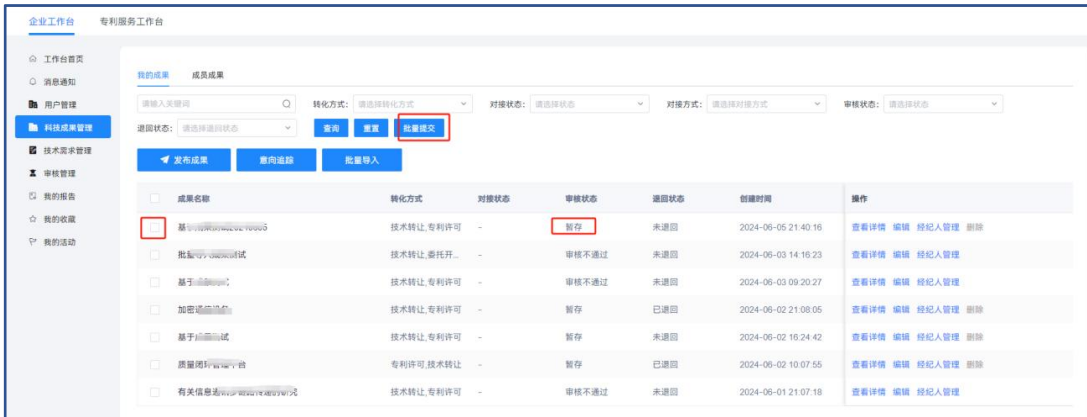 企业工作台 专利服务工作台
工作台首页
消息通知
用户管理
科技成果管理
技术需求管理
审核管理
我的报告
我的收藏
我的活动
我的成果 成员成果
请输入关键词 转化方式: 请选择转化方式 对接状态: 请选择状态 对接方式: 请选择对接方式 审核状态: 请选择状态
退回状态: 请选择退回状态 查询 重置 批量提交
发布成果 意向追踪 批量导入
成果名称 转化方式 对接状态 审核状态 退回状态 创建时间 操作
基 技术转让,专利许可 - 暂存 未退回 2024-06-05 21:40:16 查看详情 编辑 经纪人管理 删除
批量 试 技术转让,委托开... - 审核不通过 未退回 2024-06-03 14:16:23 查看详情 编辑 经纪人管理
基于 技术转让,专利许可 - 审核不通过 未退回 2024-06-03 09:20:27 查看详情 编辑 经纪人管理
加密 技术转让,专利许可 - 暂存 已退回 2024-06-02 21:08:05 查看详情 编辑 经纪人管理 删除
基于 试 技术转让,专利许可 - 暂存 未退回 2024-06-02 16:24:42 查看详情 编辑 经纪人管理 删除
质量闭环 台 专利许可,技术转让 - 暂存 已退回 2024-06-02 10:07:55 查看详情 编辑 经纪人管理 删除
有关信息 研究 技术转让,专利许可 - 审核不通过 未退回 2024-06-01 21:07:18 查看详情 编辑 经纪人管理